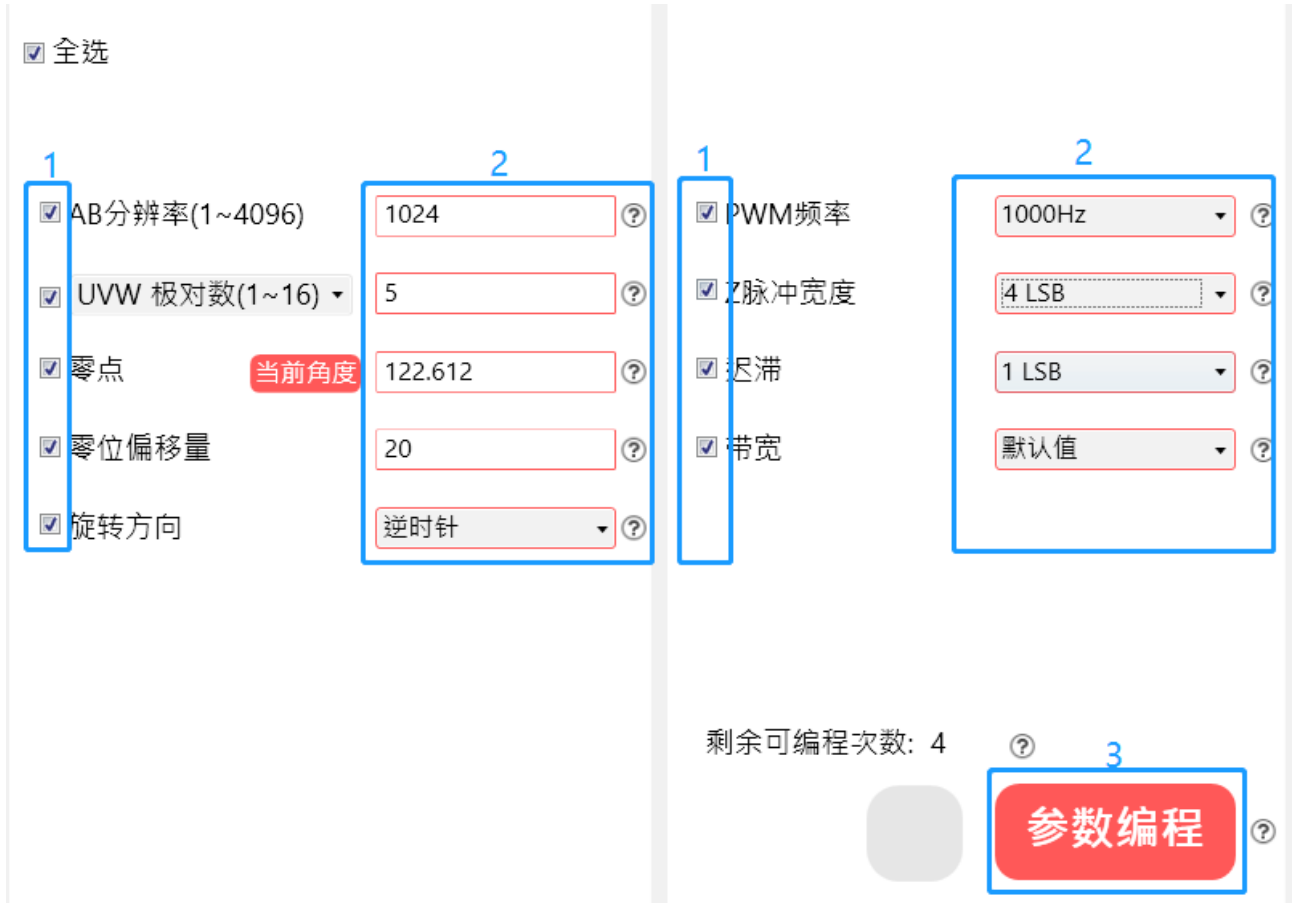 全选
1
2
AB分辨率(1~4096)
1024
UVW 极对数(1~16)
5
零点
当前角度
122.612
零位偏移量
20
旋转方向
逆时针
1
2
PWM频率
1000Hz
Z脉冲宽度
4 LSB
迟滞
1 LSB
带宽
默认值
剩余可编程次数: 4
3
参数编程